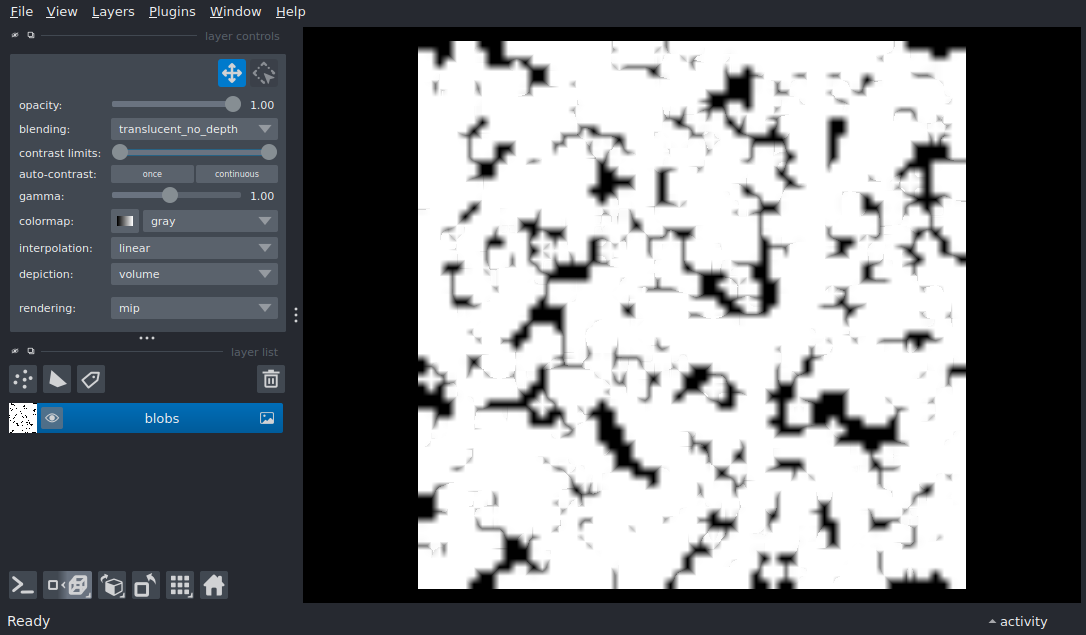 File View Layers Plugins Window Help
layer controls
opacity: 1.00
blending: translucent_no_depth
contrast limits:
auto-contrast: once continuous
gamma: 1.00
colormap: gray
interpolation: linear
depiction: volume
rendering: mip
layer list
blobs
Ready
activity